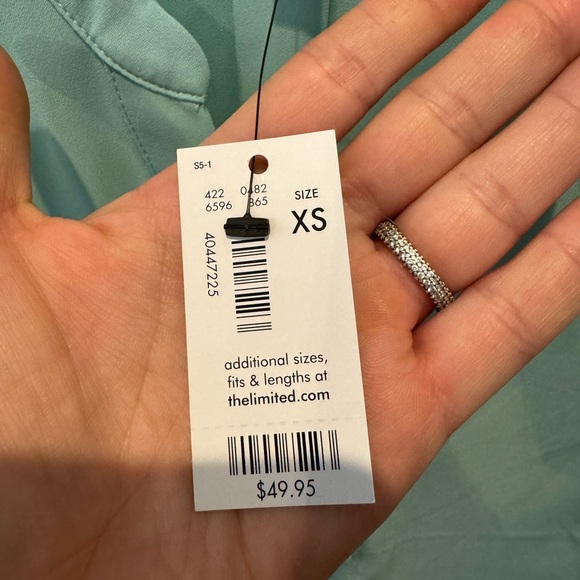 S5-1
422 0482
6596 865
SIZE
XS
40447225
additional sizes,
fits & lengths at
thelimited.com
$49.95